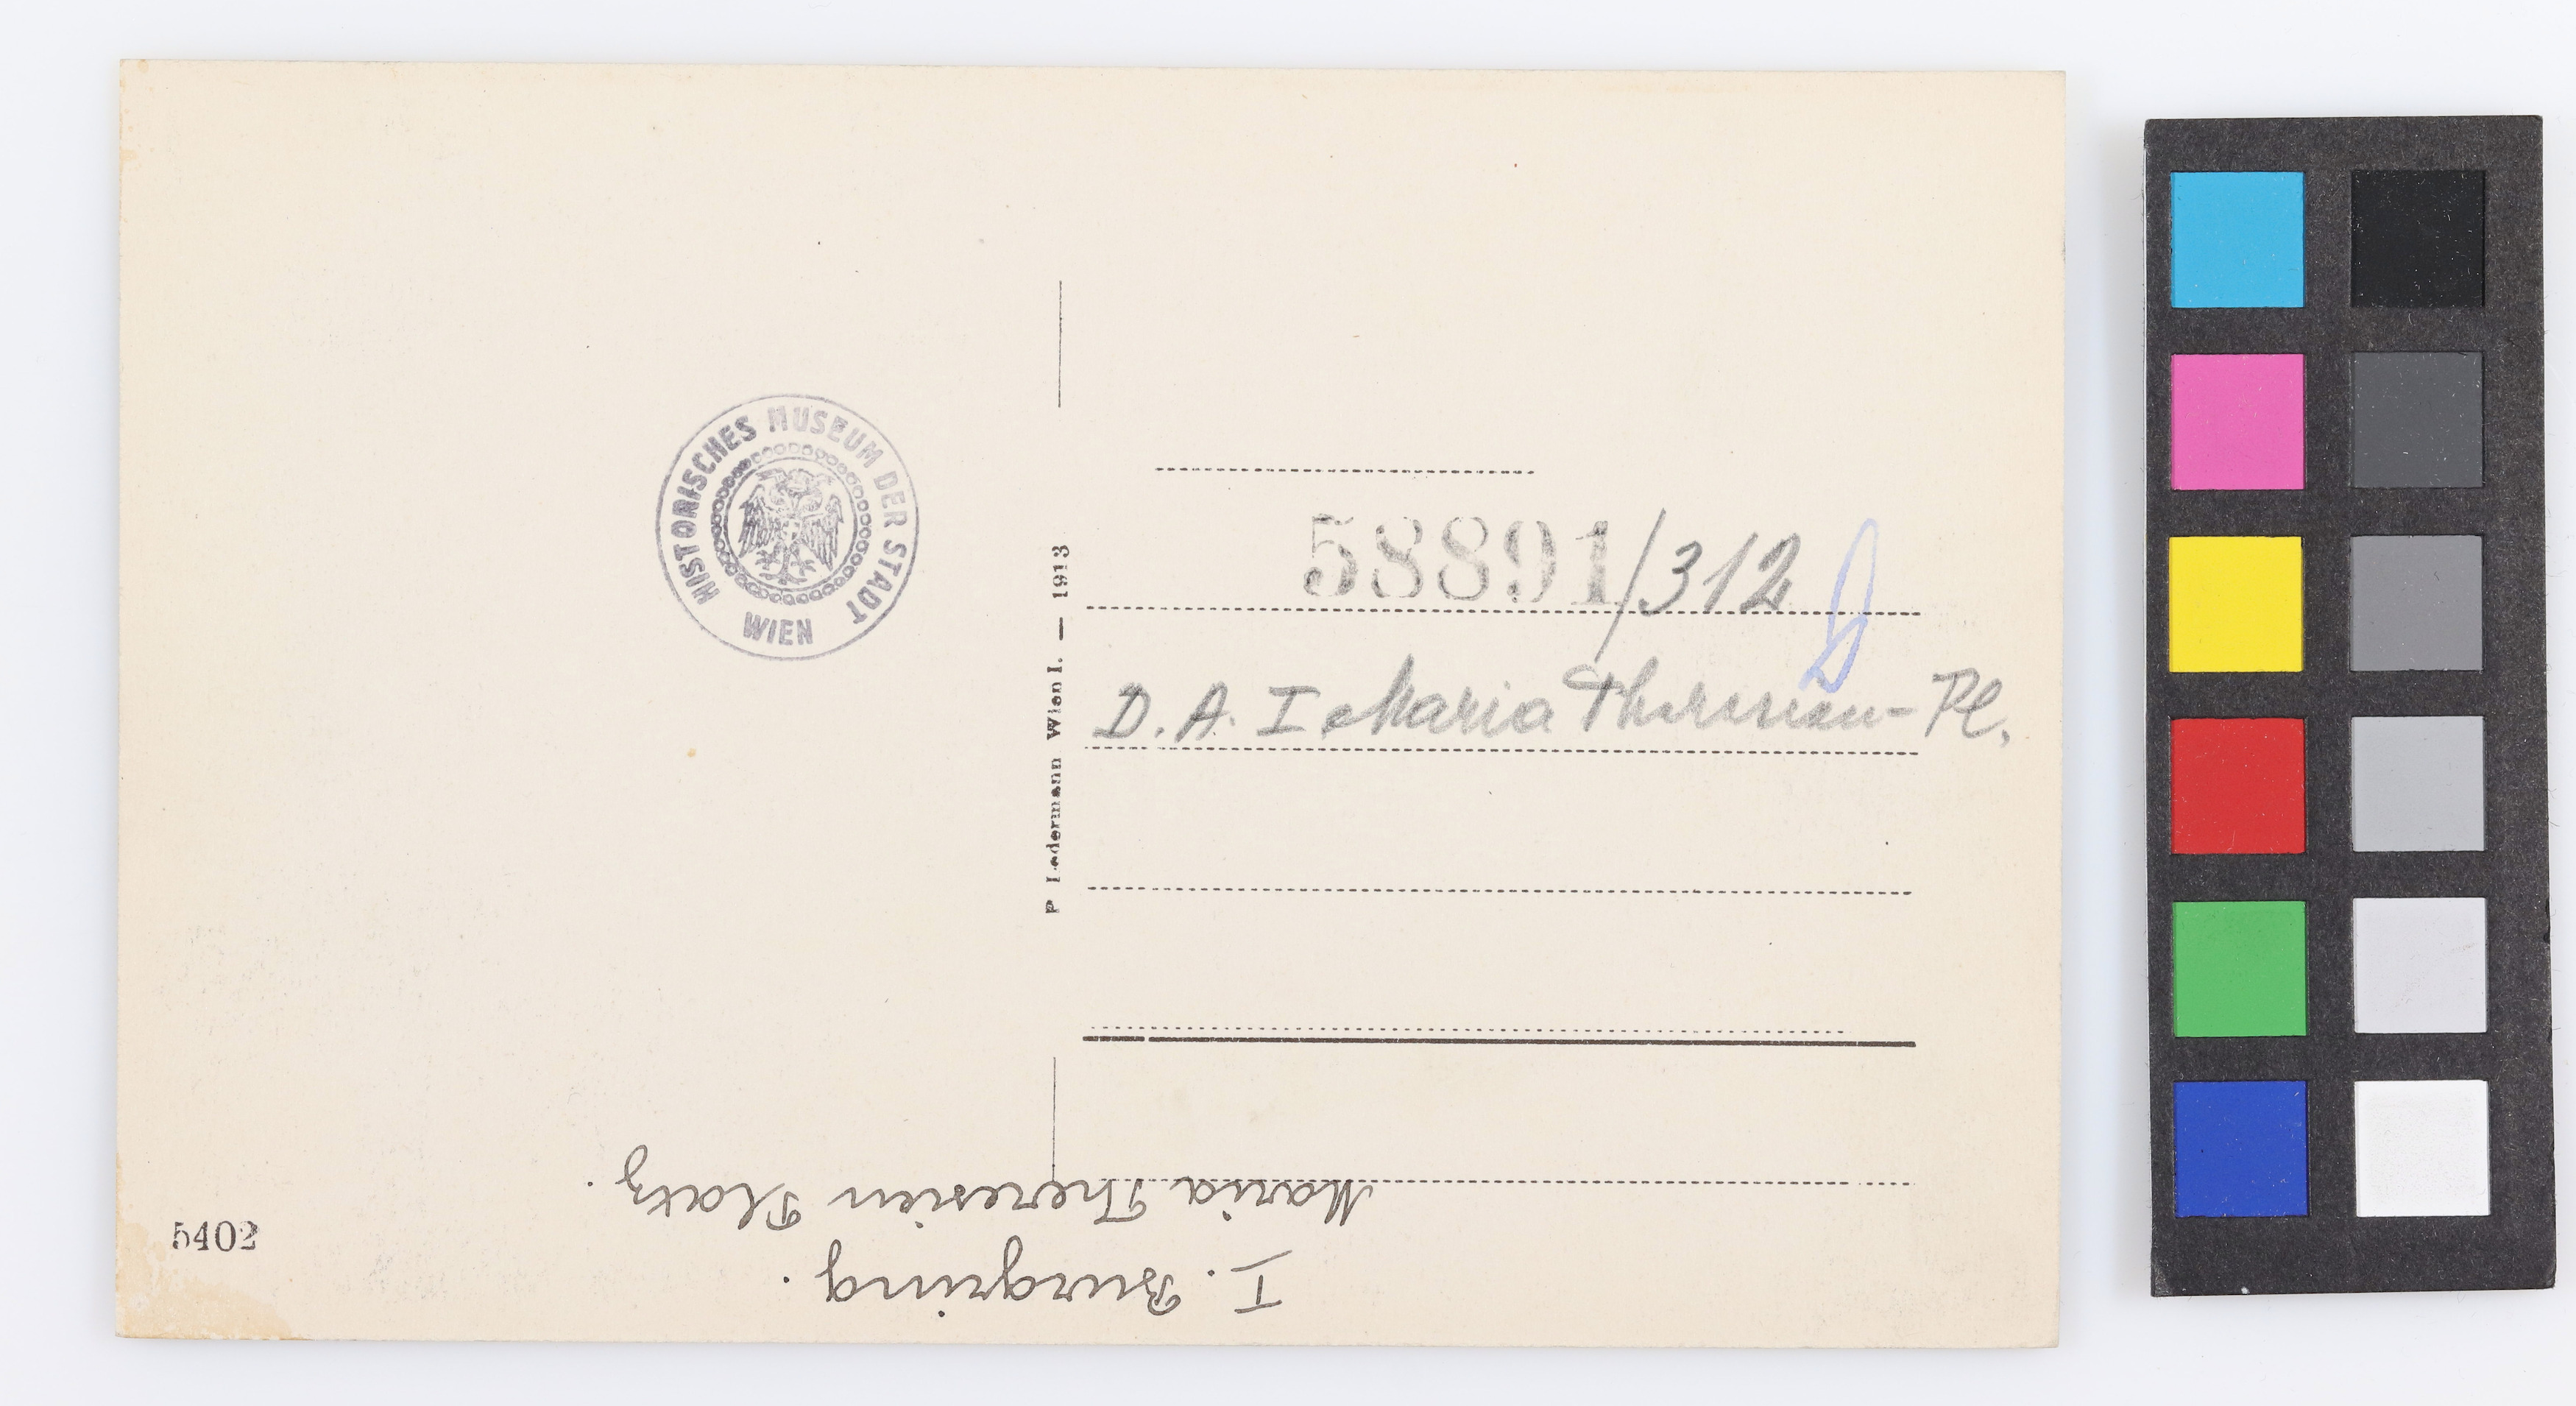 HISTORISCHES MUSEUM DER STADT
WIEN
P. Ledermann Wien I. — 1913
58891/312
D. A. I Maria Theresien-Pl.
5402
I. Burgring.
Maria Theresien Platz.